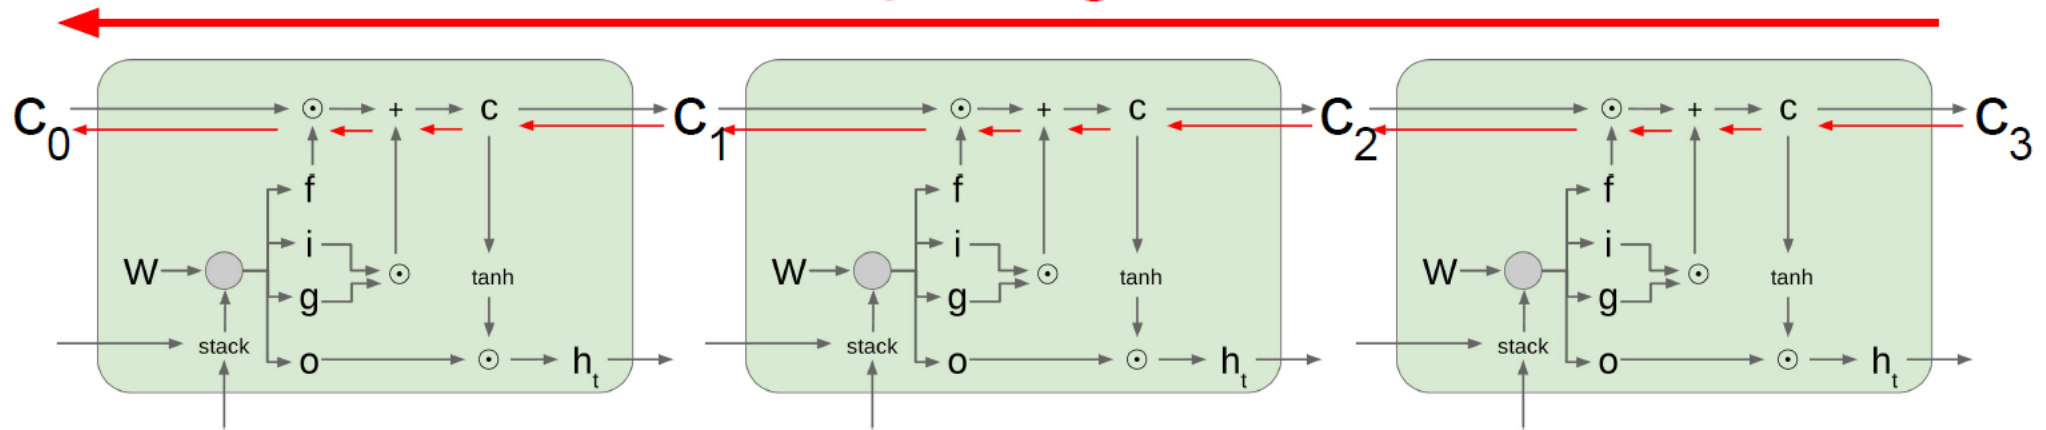 C0 ⊙ + c C1 ⊙ + c C2 ⊙ + c C3
f f f
i i i
W ⊙ tanh W ⊙ tanh W ⊙ tanh
g g g
stack stack stack
o ⊙ ht o ⊙ ht o ⊙ ht